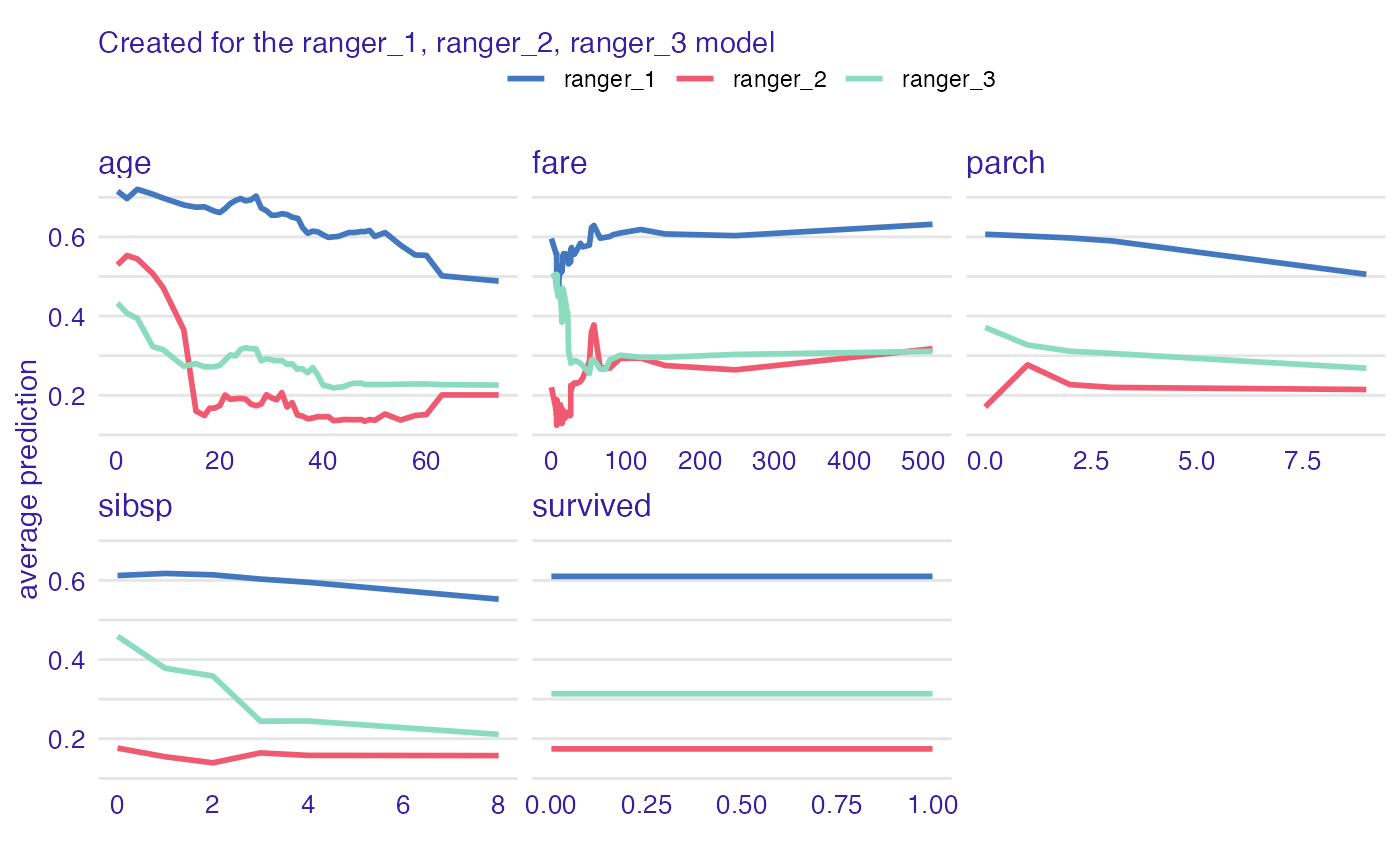 Created for the ranger_1, ranger_2, ranger_3 model
ranger_1 ranger_2 ranger_3
age fare parch
0.6
0.4
0.2
0 20 40 60 0 100 200 300 400 500 0.0 2.5 5.0 7.5
average prediction
sibsp survived
0.6
0.4
0.2
0 2 4 6 8 0.00 0.25 0.50 0.75 1.00